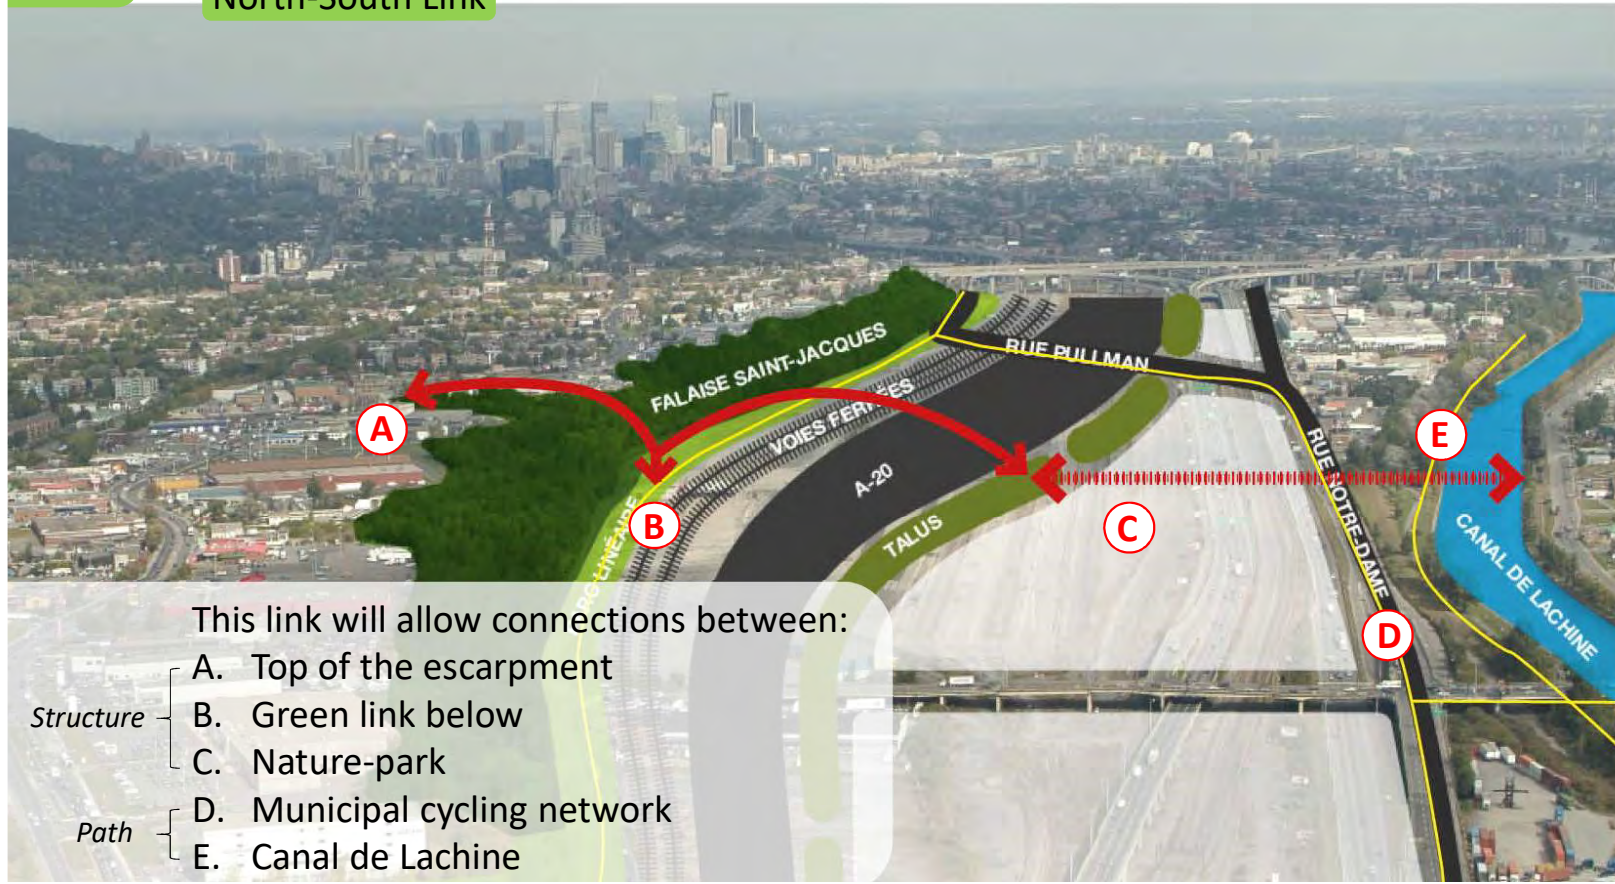 North-South Link
FALAISE SAINT-JACQUES
VOIES FERRÉES
RUE PULLMAN
A-20
TALUS
RUE NOTRE-DAME
CANAL DE LACHINE
LINÉAIRE
A
B
C
D
E
This link will allow connections between:
Structure
A. Top of the escarpment
B. Green link below
C. Nature-park
Path
D. Municipal cycling network
E. Canal de Lachine